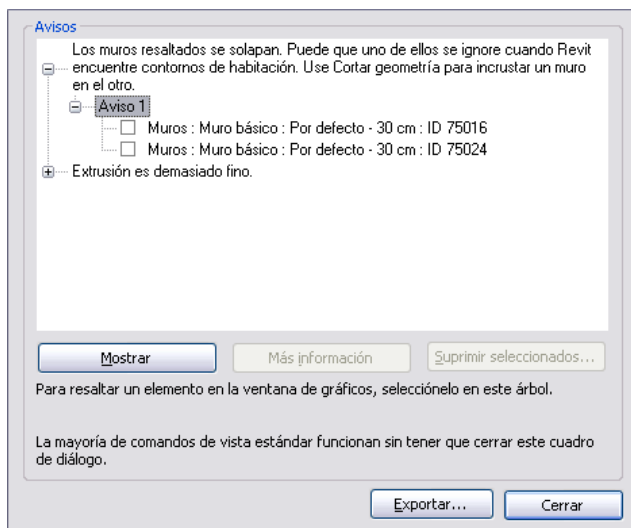 Avisos
Los muros resaltados se solapan. Puede que uno de ellos se ignore cuando Revit
encuentre contornos de habitación. Use Cortar geometría para incrustar un muro
en el otro.
Aviso 1
Muros : Muro básico : Por defecto - 30 cm : ID 75016
Muros : Muro básico : Por defecto - 30 cm : ID 75024
Extrusión es demasiado fino.
Mostrar
Más información
Suprimir seleccionados...
Para resaltar un elemento en la ventana de gráficos, selecciónelo en este árbol.
La mayoría de comandos de vista estándar funcionan sin tener que cerrar este cuadro
de diálogo.
Exportar...
Cerrar